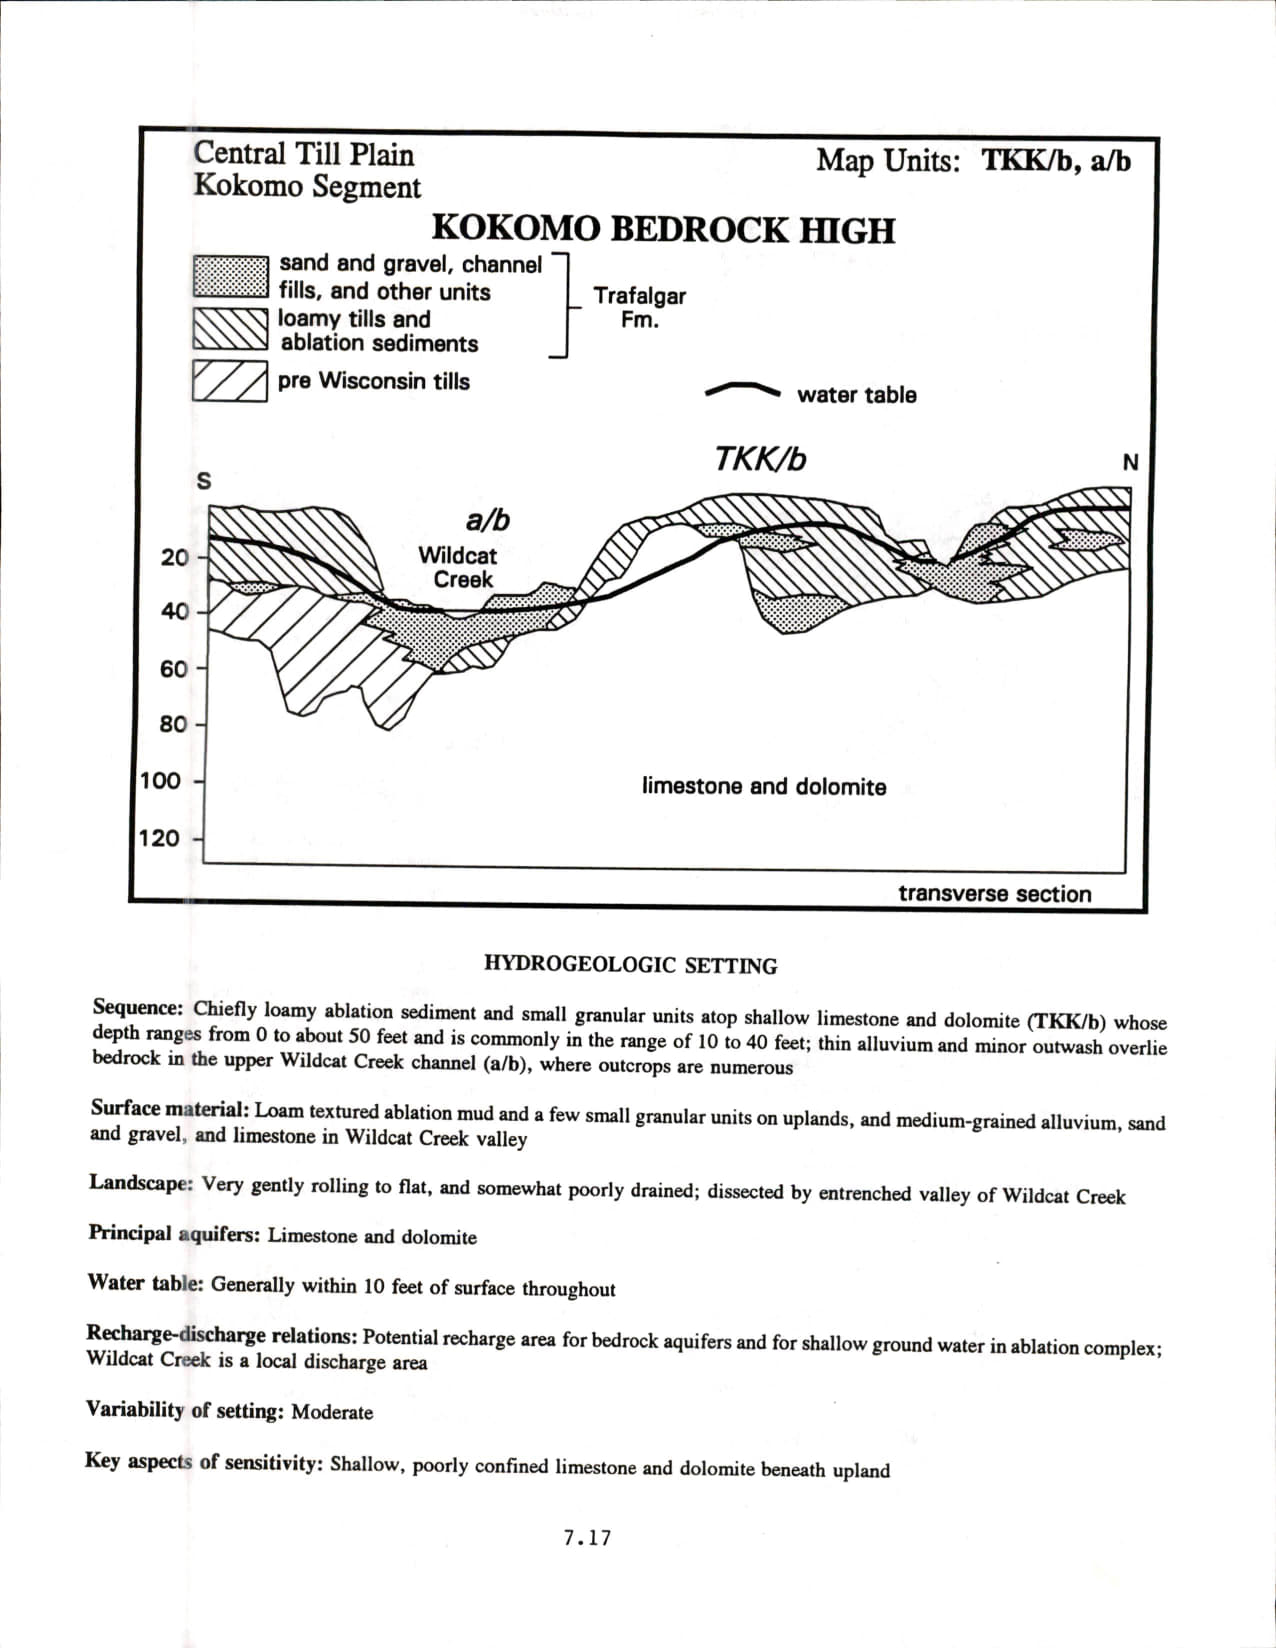 Central Till Plain
Kokomo Segment
Map Units: TKK/b, a/b
KOKOMO BEDROCK HIGH
sand and gravel, channel
fills, and other units
loamy tills and
ablation sediments
Trafalgar
Fm.
pre Wisconsin tills
water table
S
a/b
TKK/b
N
Wildcat
Creek
20
40
60
80
100
120
limestone and dolomite
transverse section
HYDROGEOLOGIC SETTING
Sequence: Chiefly loamy ablation sediment and small granular units atop shallow limestone and dolomite (TKK/b) whose
depth ranges from 0 to about 50 feet and is commonly in the range of 10 to 40 feet; thin alluvium and minor outwash overlie
bedrock in the upper Wildcat Creek channel (a/b), where outcrops are numerous
Surface material: Loam textured ablation mud and a few small granular units on uplands, and medium-grained alluvium, sand
and gravel, and limestone in Wildcat Creek valley
Landscape: Very gently rolling to flat, and somewhat poorly drained; dissected by entrenched valley of Wildcat Creek
Principal aquifers: Limestone and dolomite
Water table: Generally within 10 feet of surface throughout
Recharge-discharge relations: Potential recharge area for bedrock aquifers and for shallow ground water in ablation complex;
Wildcat Creek is a local discharge area
Variability of setting: Moderate
Key aspects of sensitivity: Shallow, poorly confined limestone and dolomite beneath upland
7.17